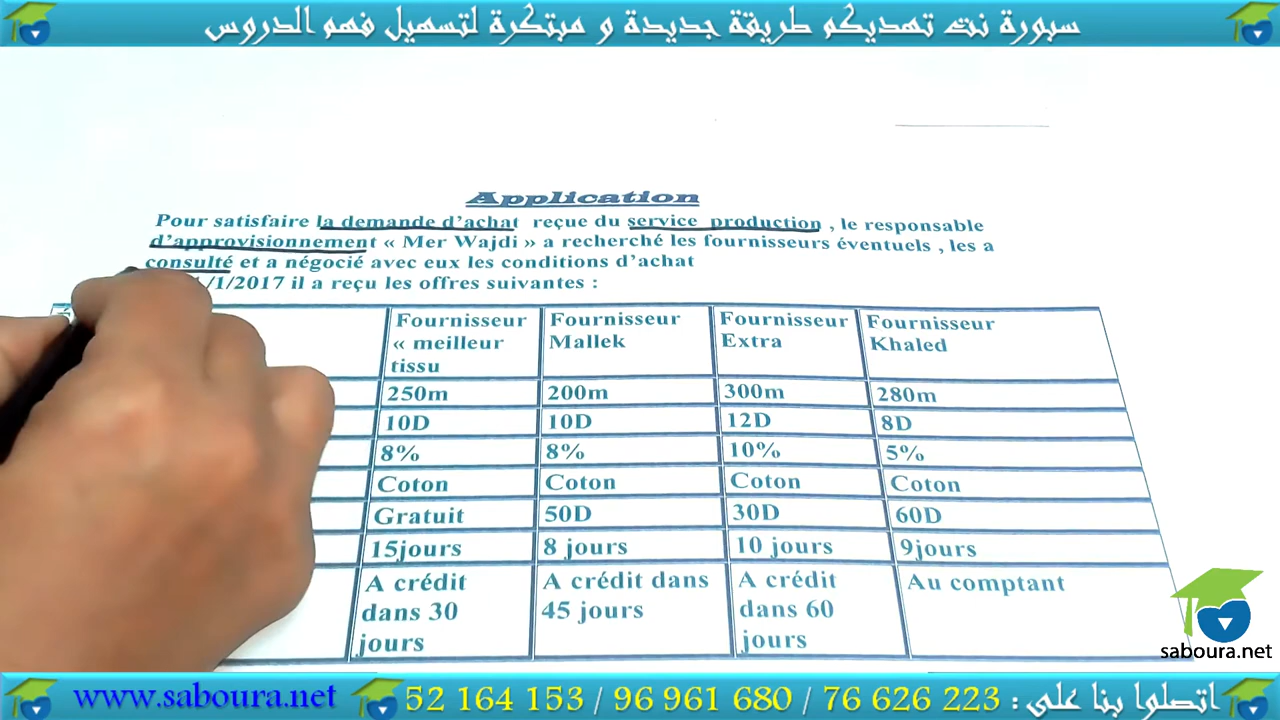 سبورة نت تهديكم طريقة جديدة و مبتكرة لتسهيل فهم الدروس
Application
Pour satisfaire la demande d'achat reçue du service production , le responsable
d'approvisionnement « Mer Wajdi » a recherché les fournisseurs éventuels , les a
consulté et a négocié avec eux les conditions d'achat
/1/2017 il a reçu les offres suivantes :
Fournisseur « meilleur tissu
Fournisseur Mallek
Fournisseur Extra
Fournisseur Khaled
250m 200m 300m 280m
10D 10D 12D 8D
8% 8% 10% 5%
Coton Coton Coton Coton
Gratuit 50D 30D 60D
15jours 8 jours 10 jours 9jours
A crédit dans 30 jours
A crédit dans 45 jours
A crédit dans 60 jours
Au comptant
saboura.net
www.saboura.net اتصلوا بنا على : 52 164 153 / 96 961 680 / 76 626 223